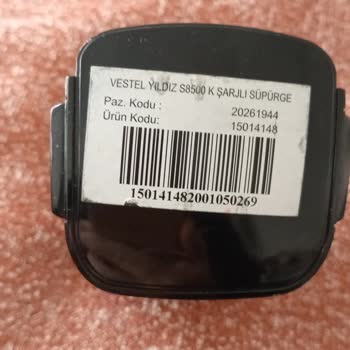 VESTEL YILDIZ S8500 K ŞARJLI SÜPÜRGE
Paz. Kodu : 20261944
Ürün Kodu: 15014148
150141482001050269